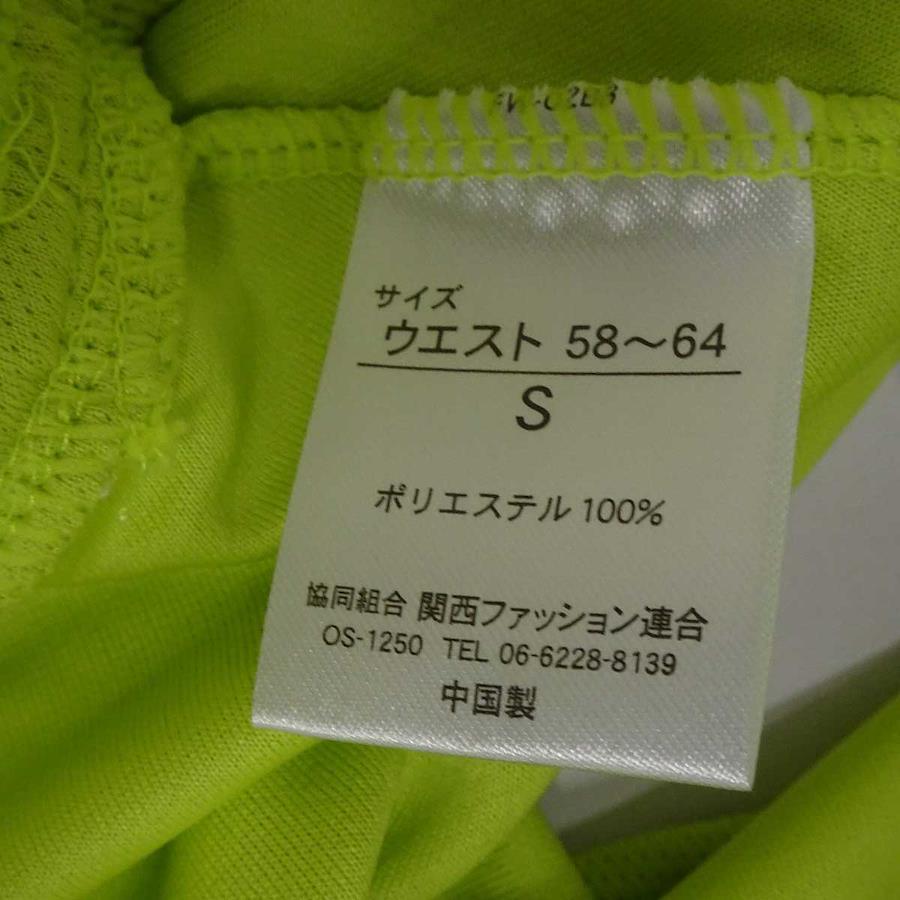 サイズ
ウエスト 58～64
S
ポリエステル 100%
協同組合 関西ファッション連合
OS-1250 TEL 06-6228-8139
中国製